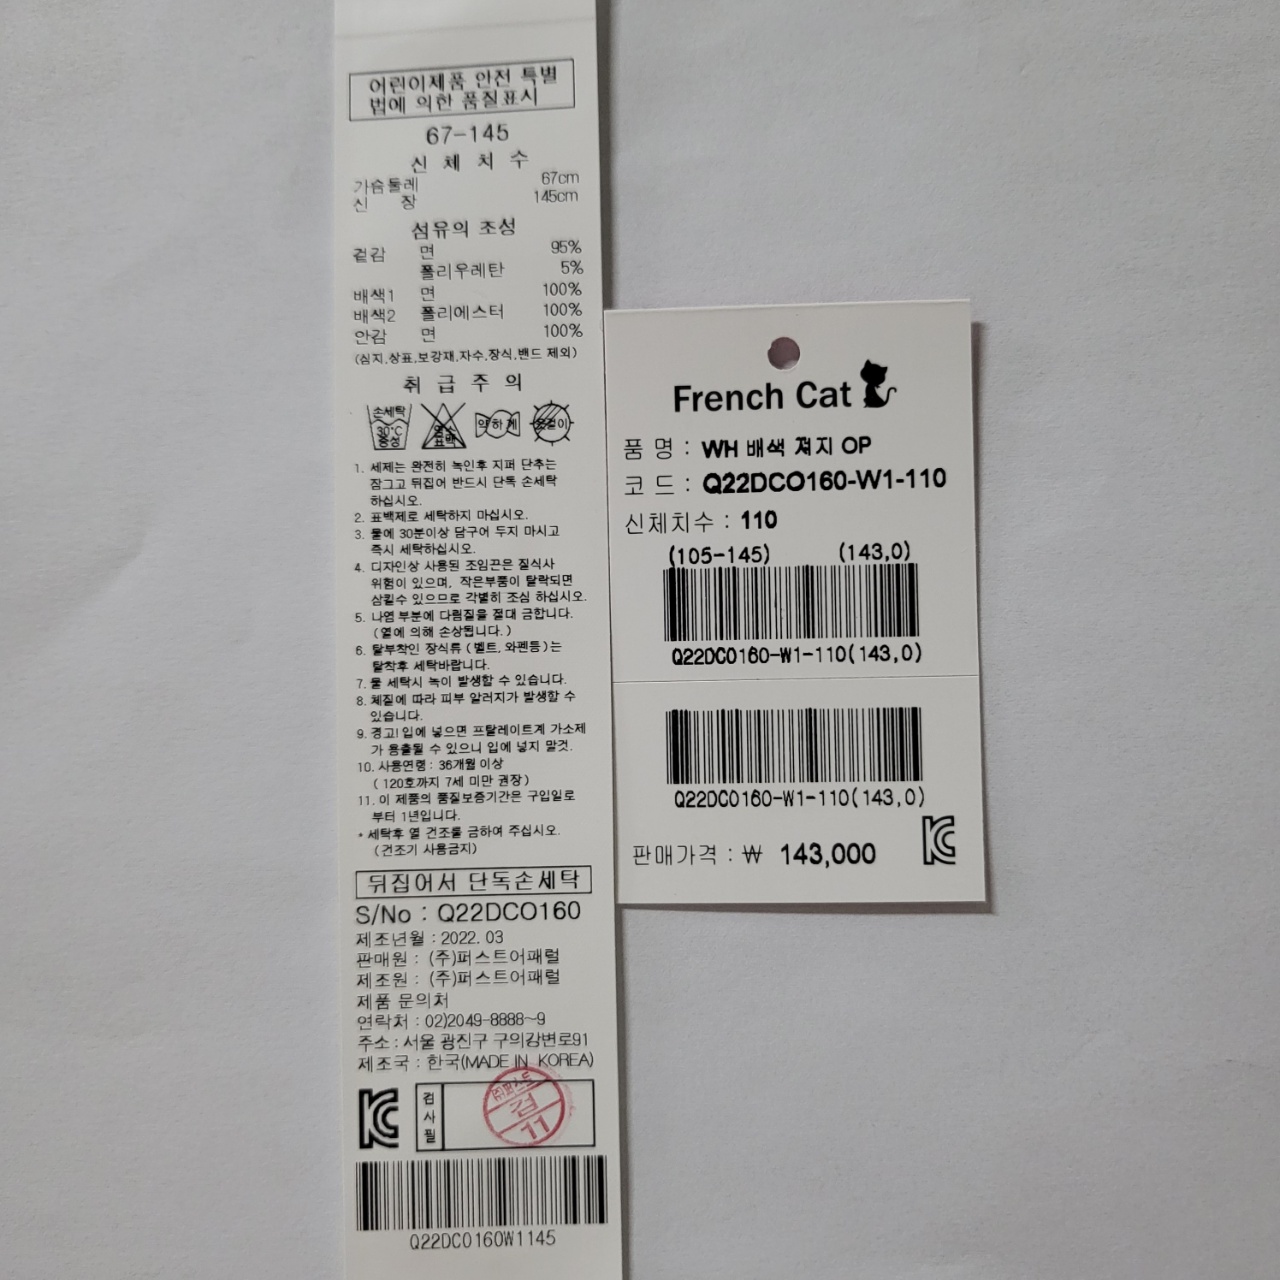 어린이제품 안전 특별
법에 의한 품질표시
67-145
신 체 치 수
가슴둘레 67cm
신 장 145cm
섬유의 조성
겉감 면 95%
폴리우레탄 5%
배색1 면 100%
배색2 폴리에스터 100%
안감 면 100%
(심지,상표,보강재,자수,장식,밴드 제외)
취 급 주 의
손세탁
30℃
중성
염소
표백
약하게
옷걸이
1. 세제는 완전히 녹인후 지퍼 단추는
잠그고 뒤집어 반드시 단독 손세탁
하십시오.
2. 표백제로 세탁하지 마십시오.
3. 물에 30분이상 담구어 두지 마시고
즉시 세탁하십시오.
4. 디자인상 사용된 조임끈은 질식사
위험이 있으며, 작은부품이 탈락되면
삼킬수 있으므로 각별히 조심 하십시오.
5. 나염 부분에 다림질을 절대 금합니다.
(열에 의해 손상됩니다.)
6. 탈부착인 장식류 (벨트, 와펜등)는
탈착후 세탁바랍니다.
7. 물 세탁시 녹이 발생할 수 있습니다.
8. 체질에 따라 피부 알러지가 발생할 수
있습니다.
9. 경고! 입에 넣으면 프탈레이트계 가소제
가 용출될 수 있으니 입에 넣지 말것.
10. 사용연령 : 36개월 이상
( 120호까지 7세 미만 권장)
11. 이 제품의 품질보증기간은 구입일로
부터 1년입니다.
* 세탁후 열 건조를 금하여 주십시오.
(건조기 사용금지)
뒤집어서 단독손세탁
S/No : Q22DCO160
제조년월 : 2022. 03
판매원 : (주)퍼스트어패럴
제조원 : (주)퍼스트어패럴
제품 문의처
연락처 : 02)2049-8888~9
주소 : 서울 광진구 구의강변로91
제조국 : 한국(MADE IN KOREA)
KC
검사필
(주)퍼스트
검
11
Q22DCO160W1145
French Cat
품 명 : WH 배색 져지 OP
코 드 : Q22DCO160-W1-110
신체치수 : 110
(105-145) (143,0)
Q22DCO160-W1-110(143,0)
Q22DCO160-W1-110(143,0)
판매가격 : ₩ 143,000
KC